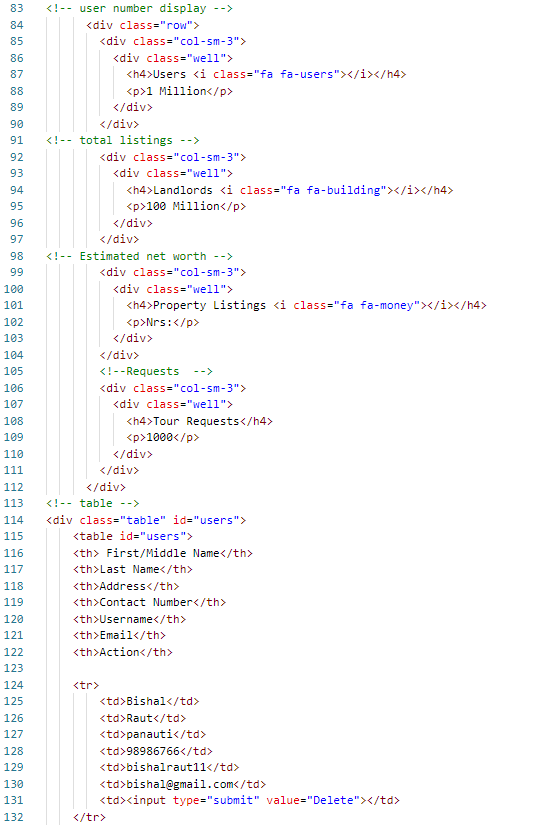 83 <!-- user number display -->
84 <div class="row">
85 <div class="col-sm-3">
86 <div class="well">
87 <h4>Users <i class="fa fa-users"></i></h4>
88 <p>1 Million</p>
89 </div>
90 </div>
91 <!-- total listings -->
92 <div class="col-sm-3">
93 <div class="well">
94 <h4>Landlords <i class="fa fa-building"></i></h4>
95 <p>100 Million</p>
96 </div>
97 </div>
98 <!-- Estimated net worth -->
99 <div class="col-sm-3">
100 <div class="well">
101 <h4>Property Listings <i class="fa fa-money"></i></h4>
102 <p>Nrs:</p>
103 </div>
104 </div>
105 <!--Requests  -->
106 <div class="col-sm-3">
107 <div class="well">
108 <h4>Tour Requests</h4>
109 <p>1000</p>
110 </div>
111 </div>
112 </div>
113 <!-- table -->
114 <div class="table" id="users">
115 <table id="users">
116 <th> First/Middle Name</th>
117 <th>Last Name</th>
118 <th>Address</th>
119 <th>Contact Number</th>
120 <th>Username</th>
121 <th>Email</th>
122 <th>Action</th>
123
124 <tr>
125 <td>Bishal</td>
126 <td>Raut</td>
127 <td>panauti</td>
128 <td>98986766</td>
129 <td>bishalraut11</td>
130 <td>bishal@gmail.com</td>
131 <td><input type="submit" value="Delete"></td>
132 </tr>